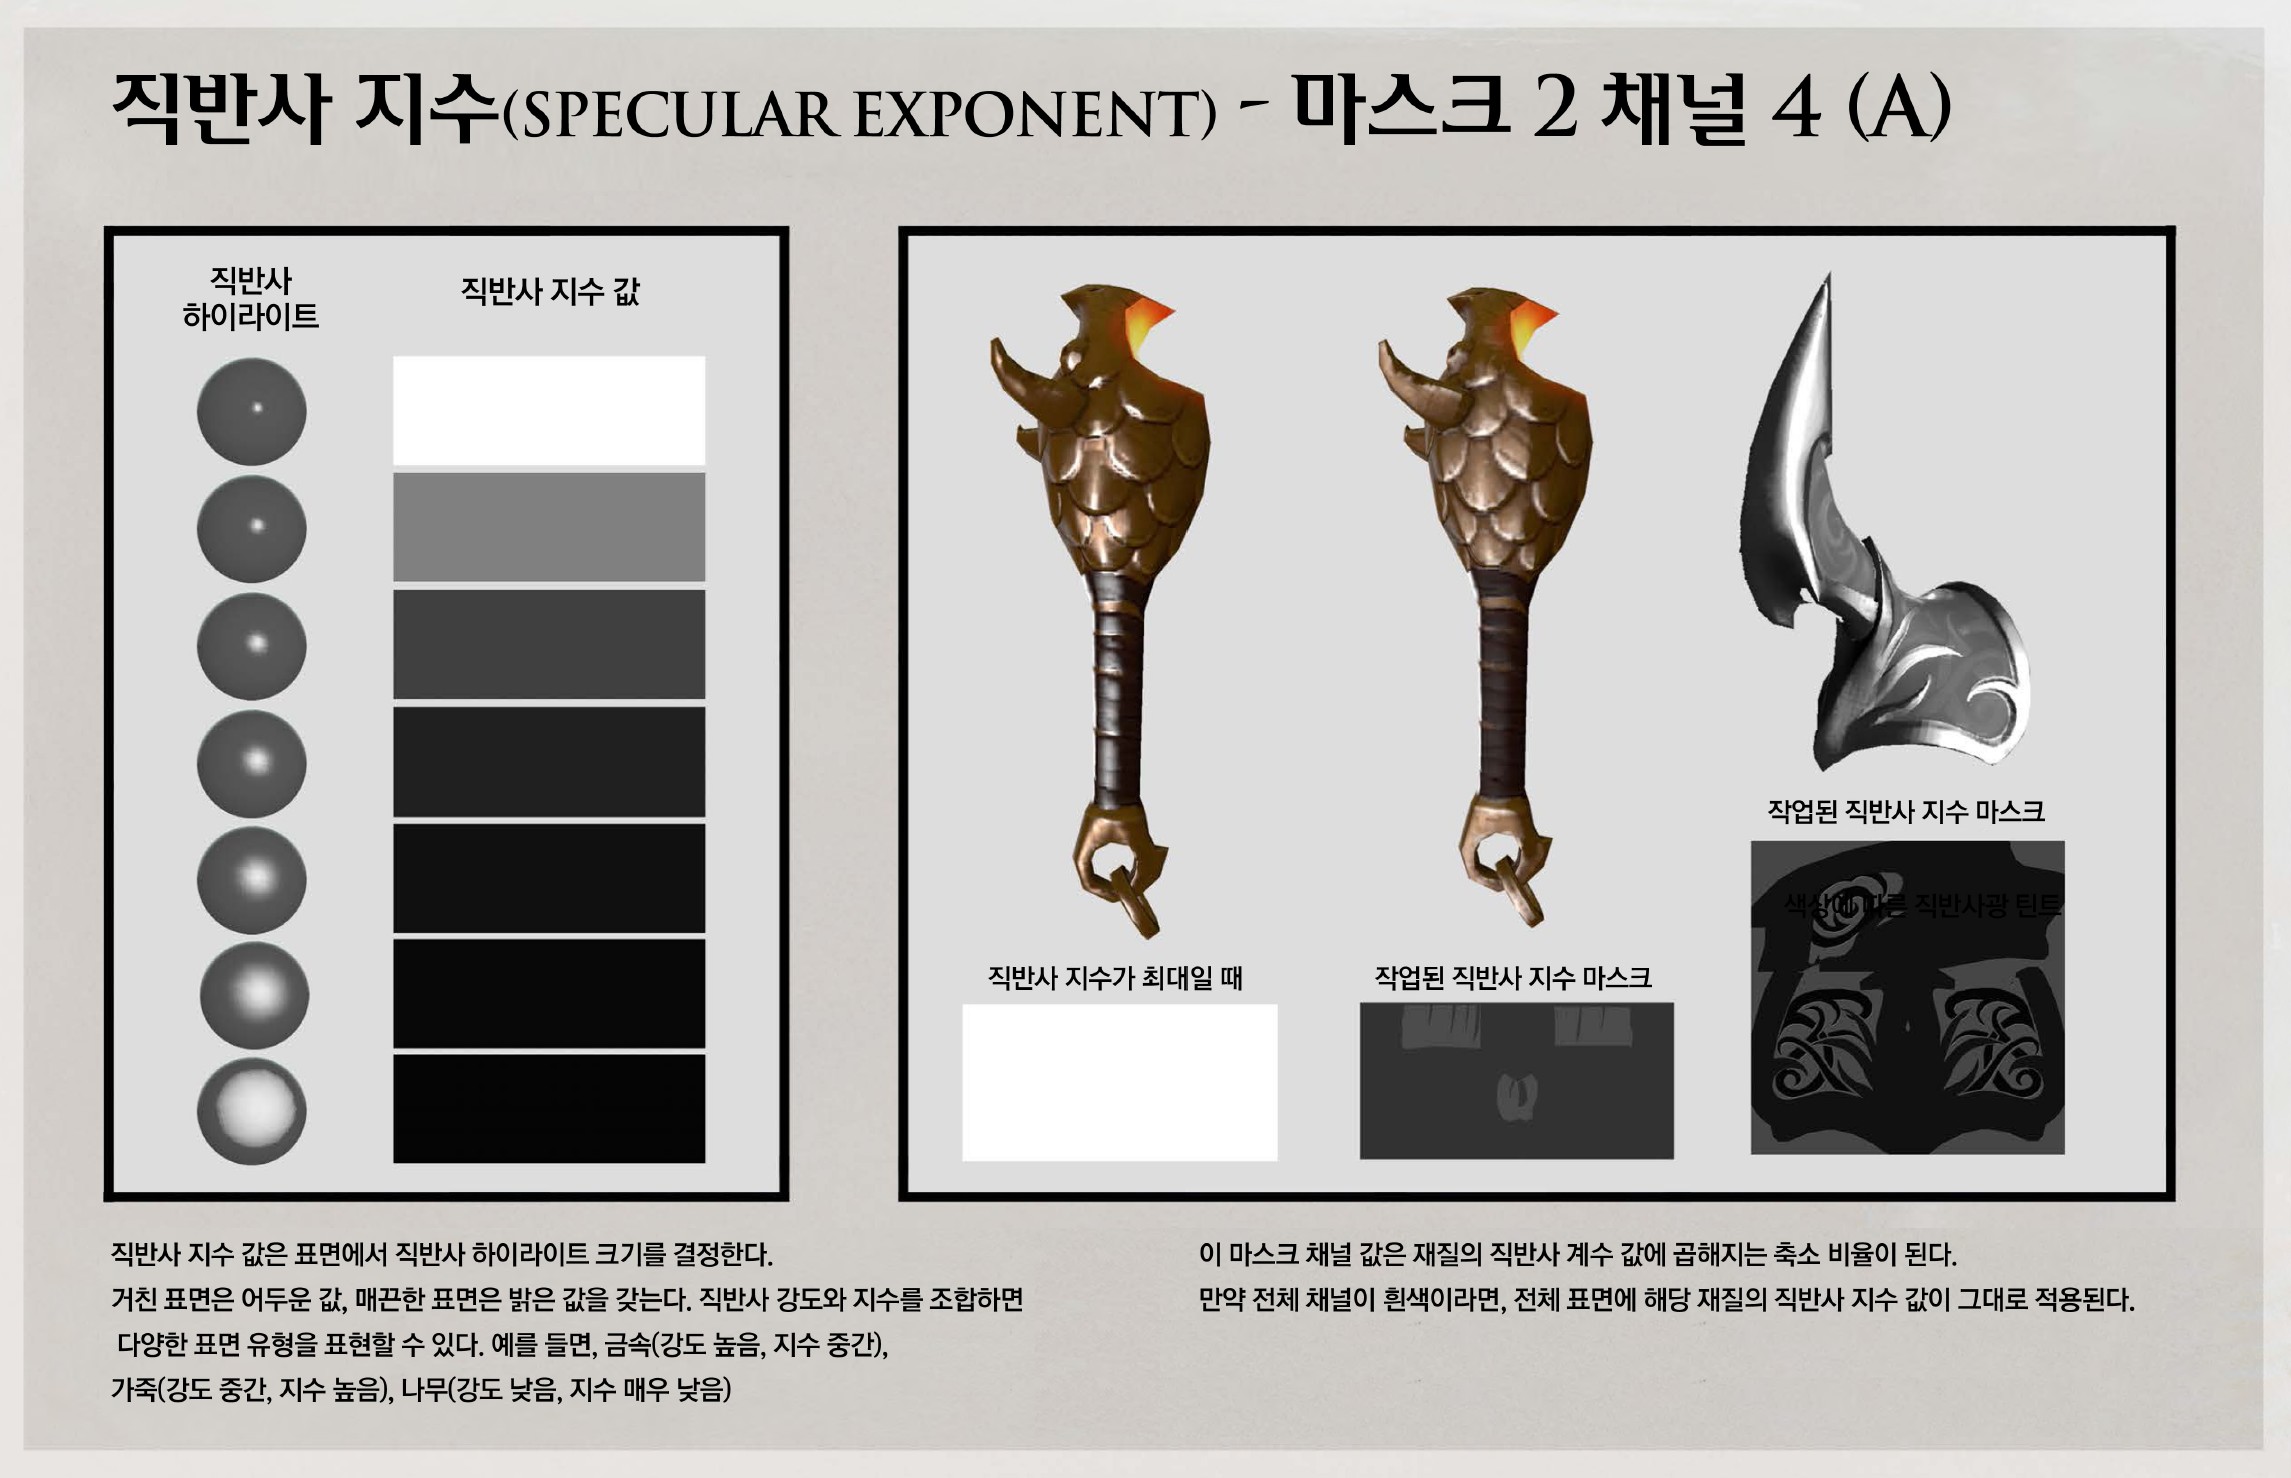 직반사 지수(SPECULAR EXPONENT) - 마스크 2 채널 4 (A)
직반사
하이라이트
직반사 지수 값
직반사 지수가 최대일 때
작업된 직반사 지수 마스크
작업된 직반사 지수 마스크
색상에 따른 직반사광 틴트
직반사 지수 값은 표면에서 직반사 하이라이트 크기를 결정한다.
거친 표면은 어두운 값, 매끈한 표면은 밝은 값을 갖는다. 직반사 강도와 지수를 조합하면
다양한 표면 유형을 표현할 수 있다. 예를 들면, 금속(강도 높음, 지수 중간),
가죽(강도 중간, 지수 높음), 나무(강도 낮음, 지수 매우 낮음)
이 마스크 채널 값은 재질의 직반사 계수 값에 곱해지는 축소 비율이 된다.
만약 전체 채널이 흰색이라면, 전체 표면에 해당 재질의 직반사 지수 값이 그대로 적용된다.